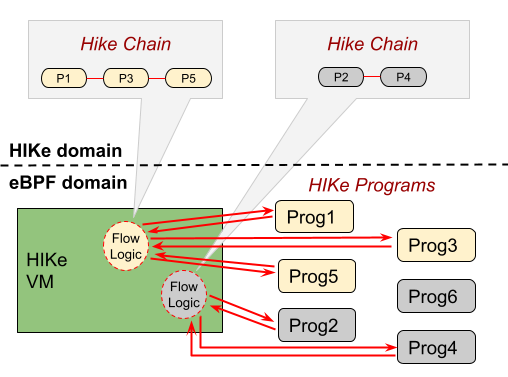 Hike Chain
P1 P3 P5
Hike Chain
P2 P4
HIKe domain
eBPF domain
HIKe Programs
HIKe
VM
Flow
Logic
Flow
Logic
Prog1
Prog3
Prog5
Prog6
Prog2
Prog4